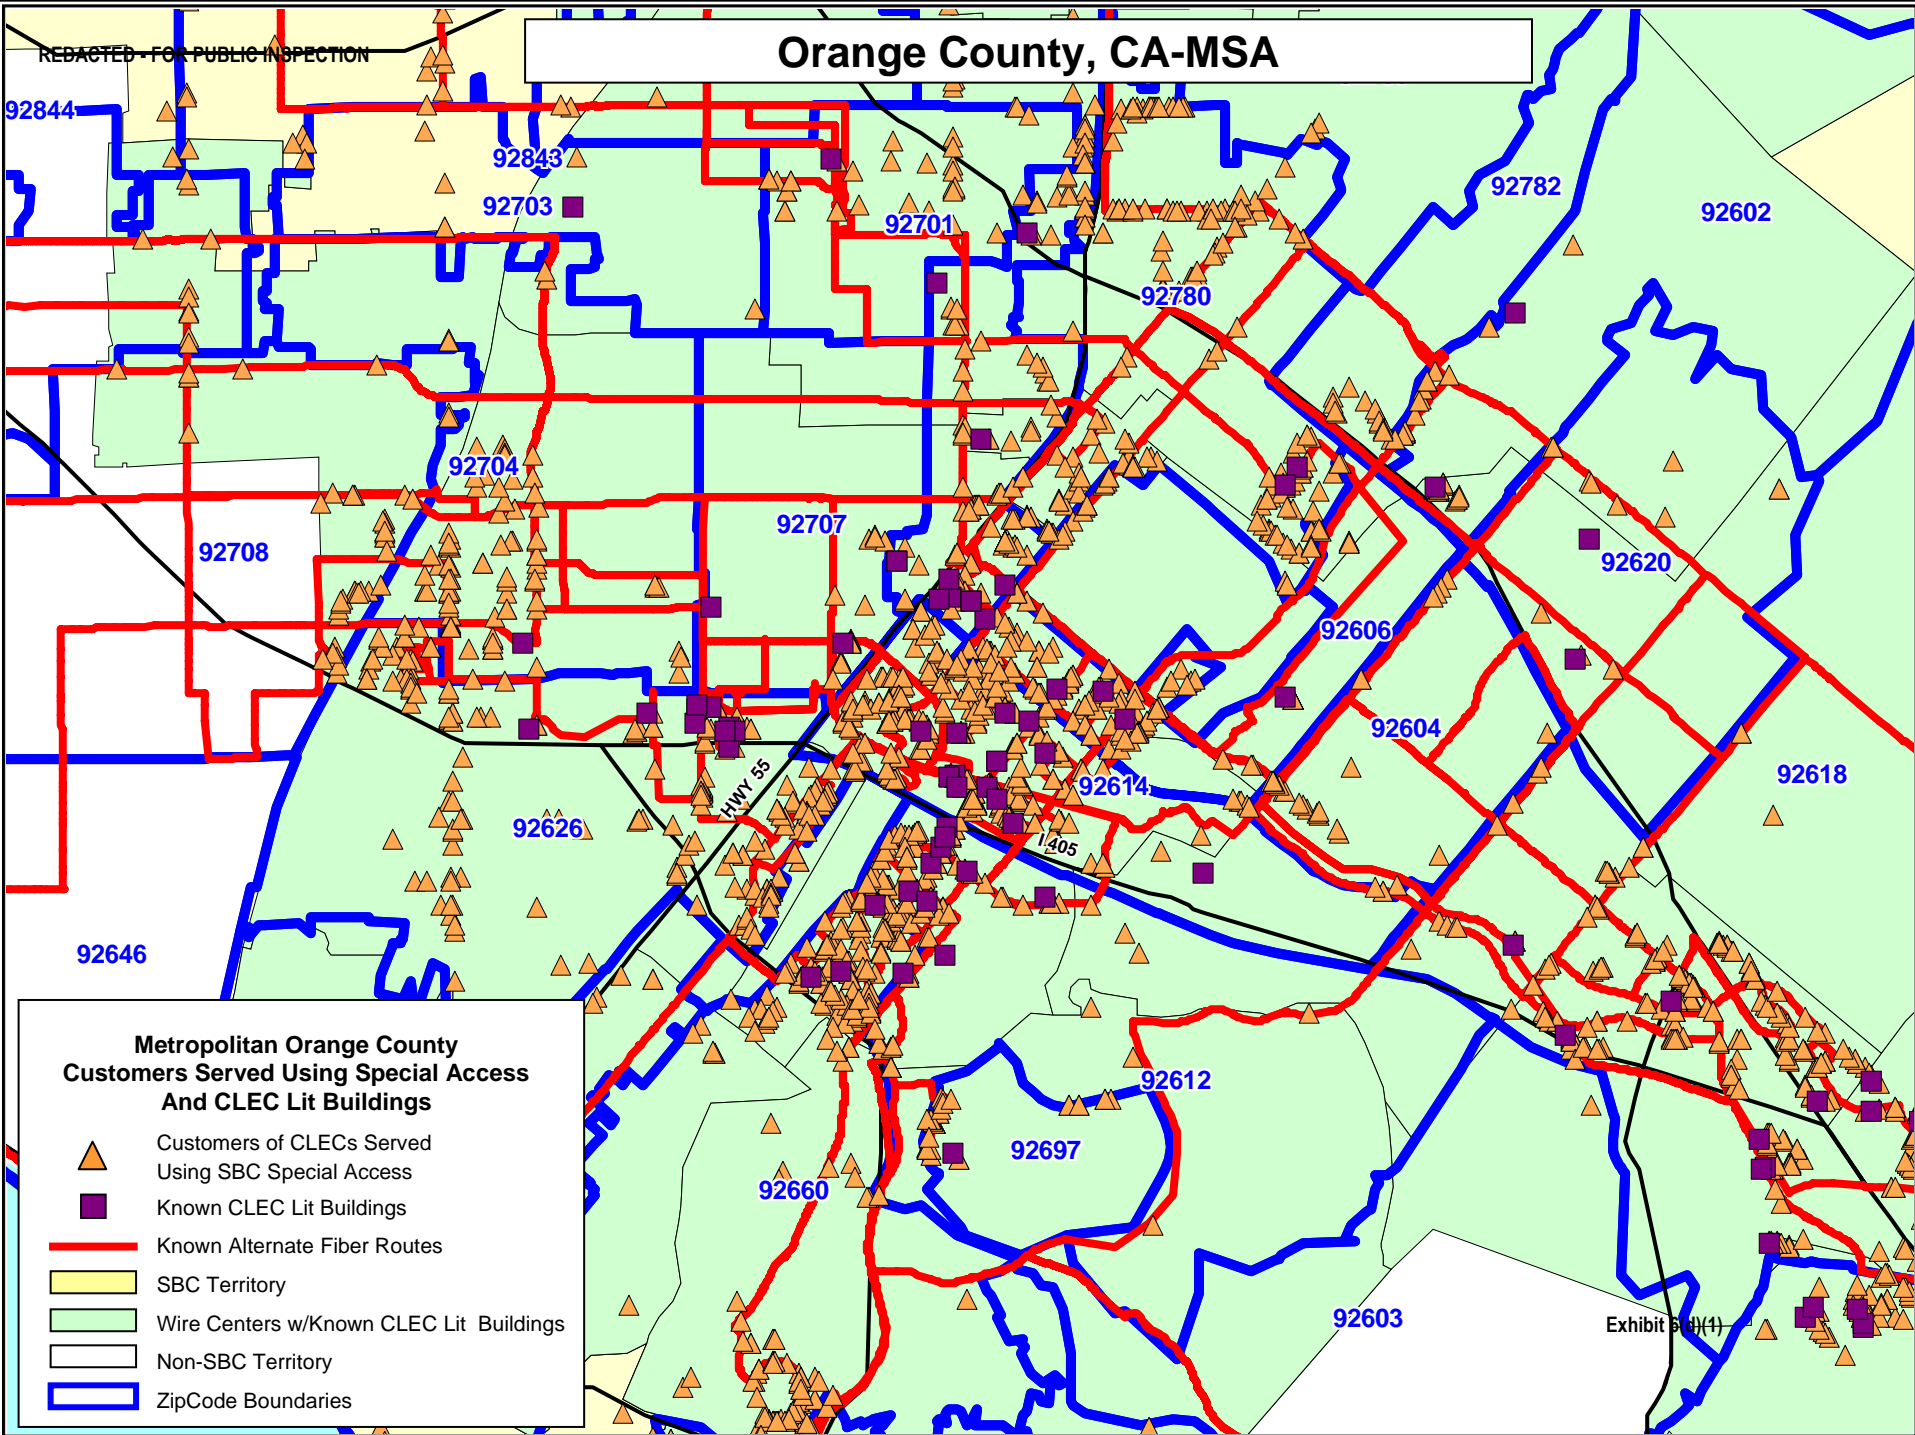 Orange County, CA-MSA
REDACTED - FOR PUBLIC INSPECTION
92844
92843
92703
92701
92782
92602
92780
92704
92707
92708
92620
92606
92604
92618
92614
HWY 55
I 405
92626
92646
92612
92697
92660
92603
Exhibit 6(d)(1)
Metropolitan Orange County
Customers Served Using Special Access
And CLEC Lit Buildings
Customers of CLECs Served
Using SBC Special Access
Known CLEC Lit Buildings
Known Alternate Fiber Routes
SBC Territory
Wire Centers w/Known CLEC Lit Buildings
Non-SBC Territory
ZipCode Boundaries